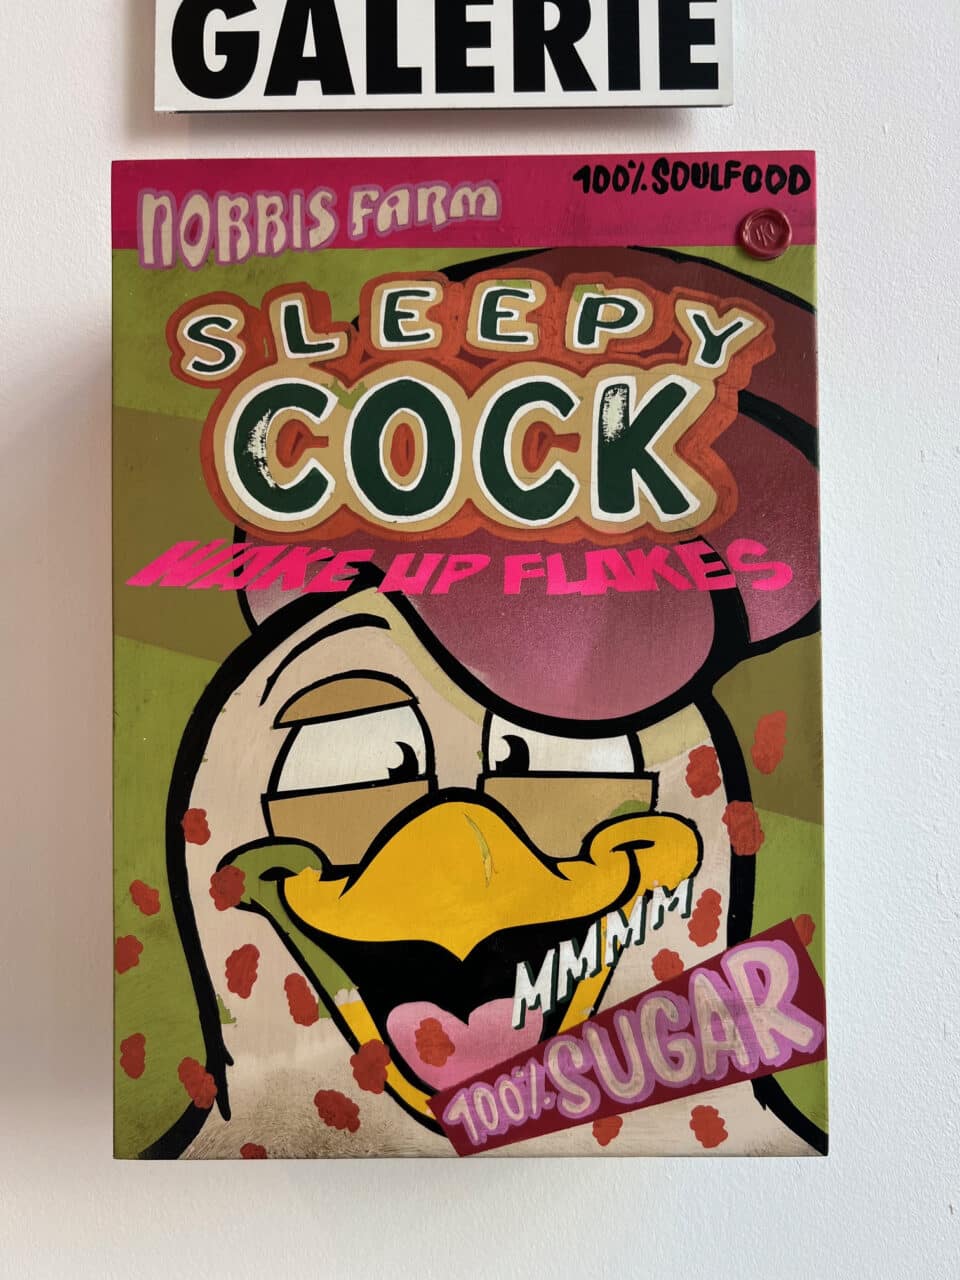 GALERIE
100% SOULFOOD
NORRIS FARM
SLEEPY
COCK
WAKE UP FLAKES
MMMM
100% SUGAR